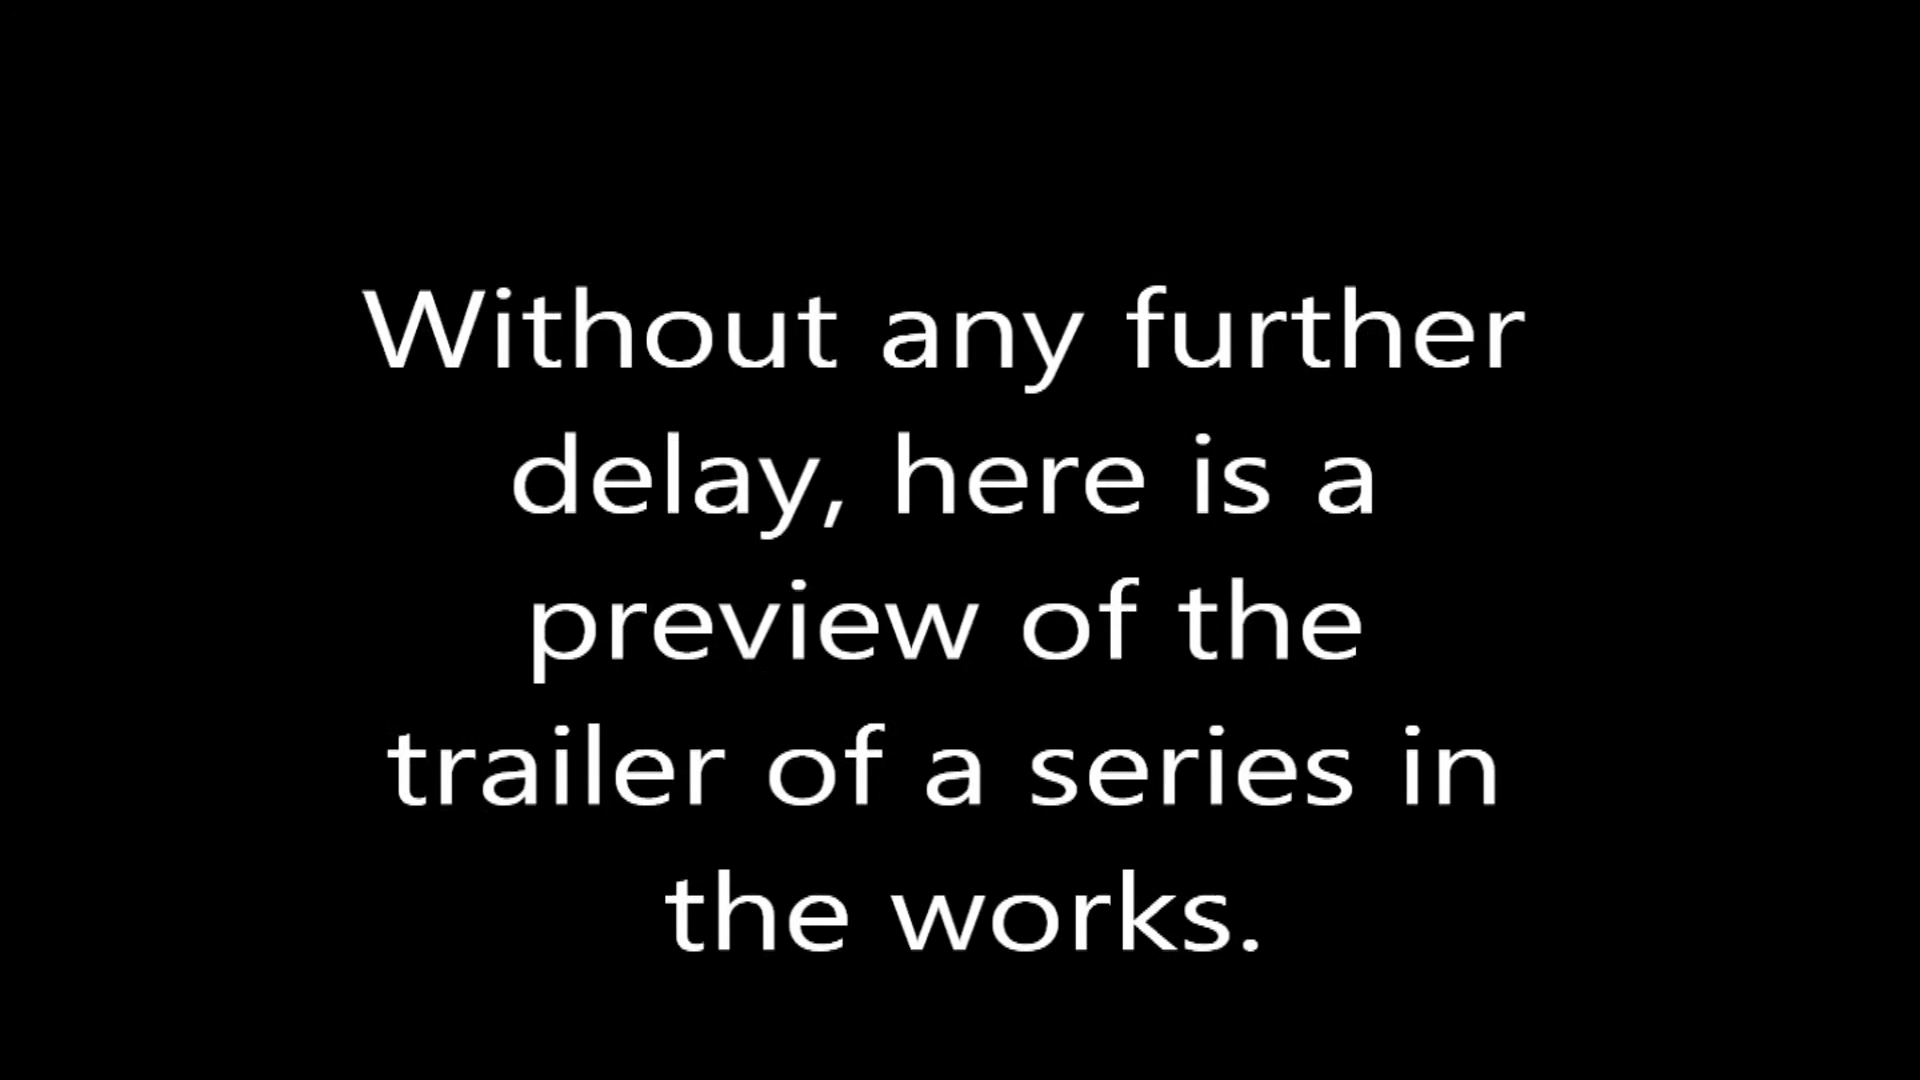 Without any further
delay, here is a
preview of the
trailer of a series in
the works.